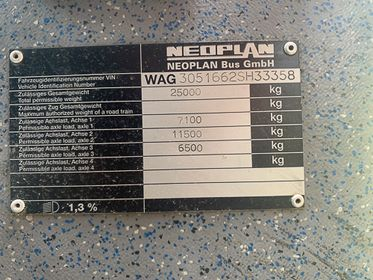 NEOPLAN
NEOPLAN Bus GmbH
Fahrzeugidentifizierungsnummer VIN
Vehicle Identification Number
WAG 3051662SH33358
Zulässiges Gesamtgewicht
Total permissible weight
25000 kg
Zulässiges Zug Gesamtgewicht
Maximum authorized weight of a road train
kg
Zulässige Achslast, Achse 1
Permissible axle load, axle 1
7100 kg
Zulässige Achslast, Achse 2
Permissible axle load, axle 2
11500 kg
Zulässige Achslast, Achse 3
Permissible axle load, axle 3
6500 kg
Zulässige Achslast, Achse 4
Permissible axle load, axle 4
kg
1,3 %